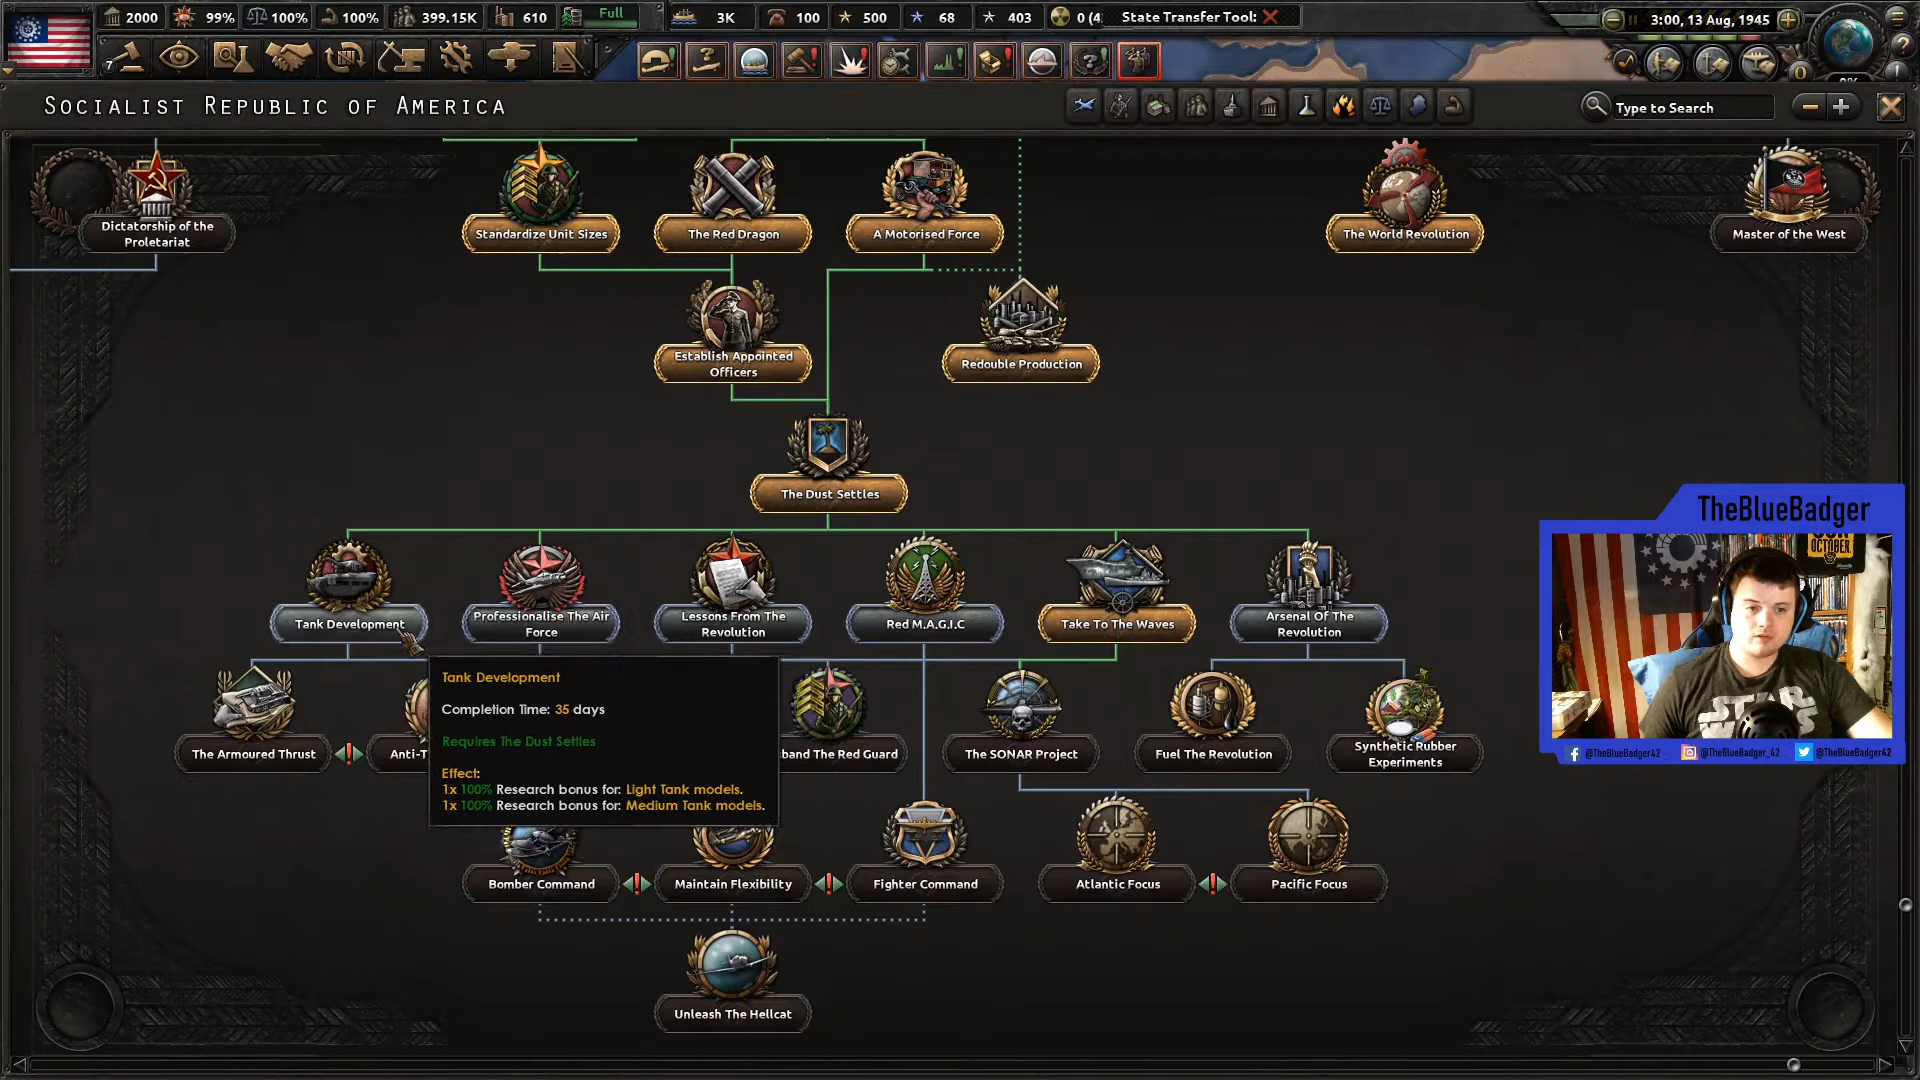 2000 99% 100% 100% 399.15K 610 Full 3K 100 500 68 403 0 (4 State Transfer Tool: 3:00, 13 Aug, 1945
7 0
Socialist Republic of America
Type to Search
Dictatorship of the
Proletariat
Standardize Unit Sizes
The Red Dragon
A Motorised Force
The World Revolution
Master of the West
Establish Appointed
Officers
Redouble Production
The Dust Settles
Tank Development
Professionalise The Air
Force
Lessons From The
Revolution
Red M.A.G.I.C
Take To The Waves
Arsenal Of The
Revolution
Tank Development
Completion Time: 35 days
Requires The Dust Settles
Effect:
1x 100% Research bonus for: Light Tank models.
1x 100% Research bonus for: Medium Tank models.
The Armoured Thrust
Anti-T
band The Red Guard
The SONAR Project
Fuel The Revolution
Synthetic Rubber
Experiments
Bomber Command
Maintain Flexibility
Fighter Command
Atlantic Focus
Pacific Focus
Unleash The Hellcat
TheBlueBadger
OCTOBER
STAR
@TheBlueBadger42 @TheBlueBadger_42 @TheBlueBadger42